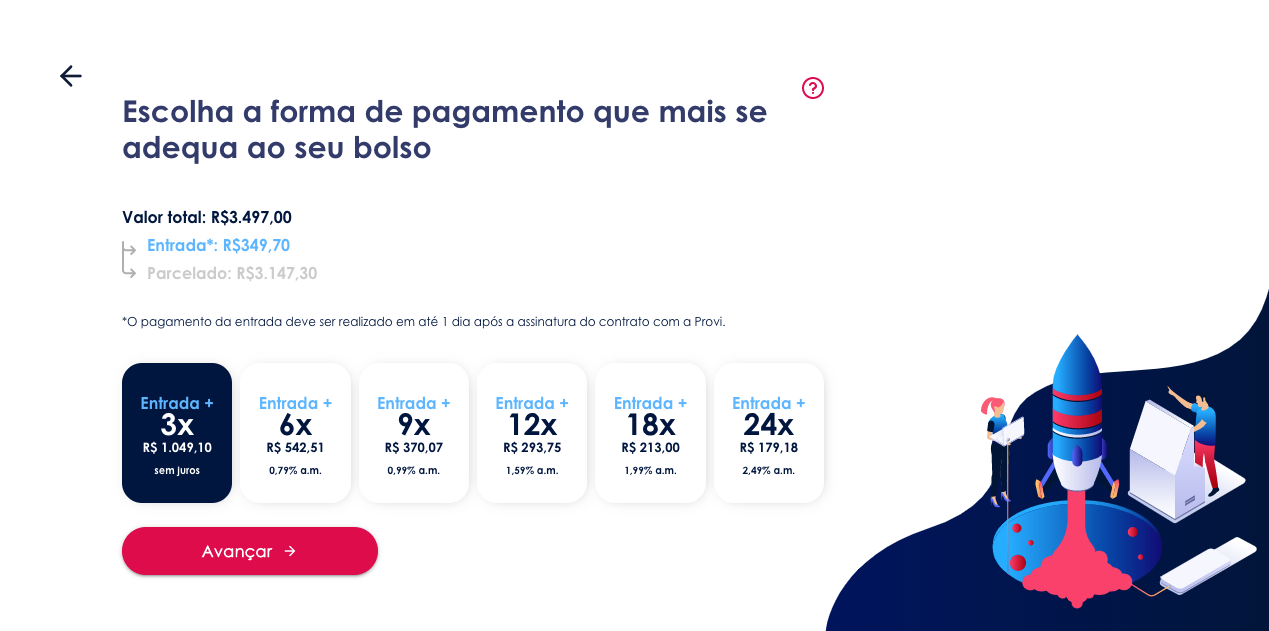 Escolha a forma de pagamento que mais se
adequa ao seu bolso
Valor total: R$3.497,00
Entrada*: R$349,70
Parcelado: R$3.147,30
*O pagamento da entrada deve ser realizado em até 1 dia após a assinatura do contrato com a Provi.
Entrada +
3x
R$ 1.049,10
sem juros
Entrada +
6x
R$ 542,51
0,79% a.m.
Entrada +
9x
R$ 370,07
0,99% a.m.
Entrada +
12x
R$ 293,75
1,59% a.m.
Entrada +
18x
R$ 213,00
1,99% a.m.
Entrada +
24x
R$ 179,18
2,49% a.m.
Avançar